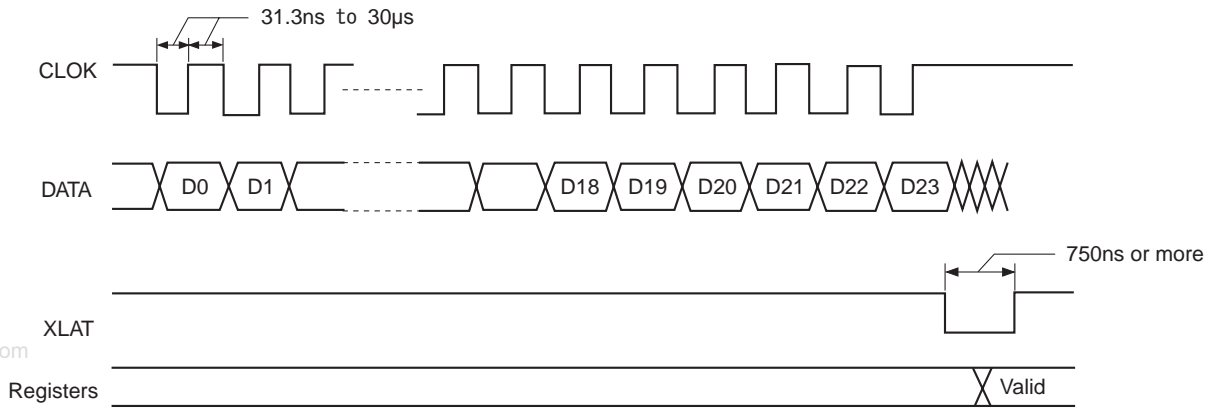 31.3ns to 30μs
CLOK
DATA
D0 D1 D18 D19 D20 D21 D22 D23
750ns or more
XLAT
om
Registers
Valid